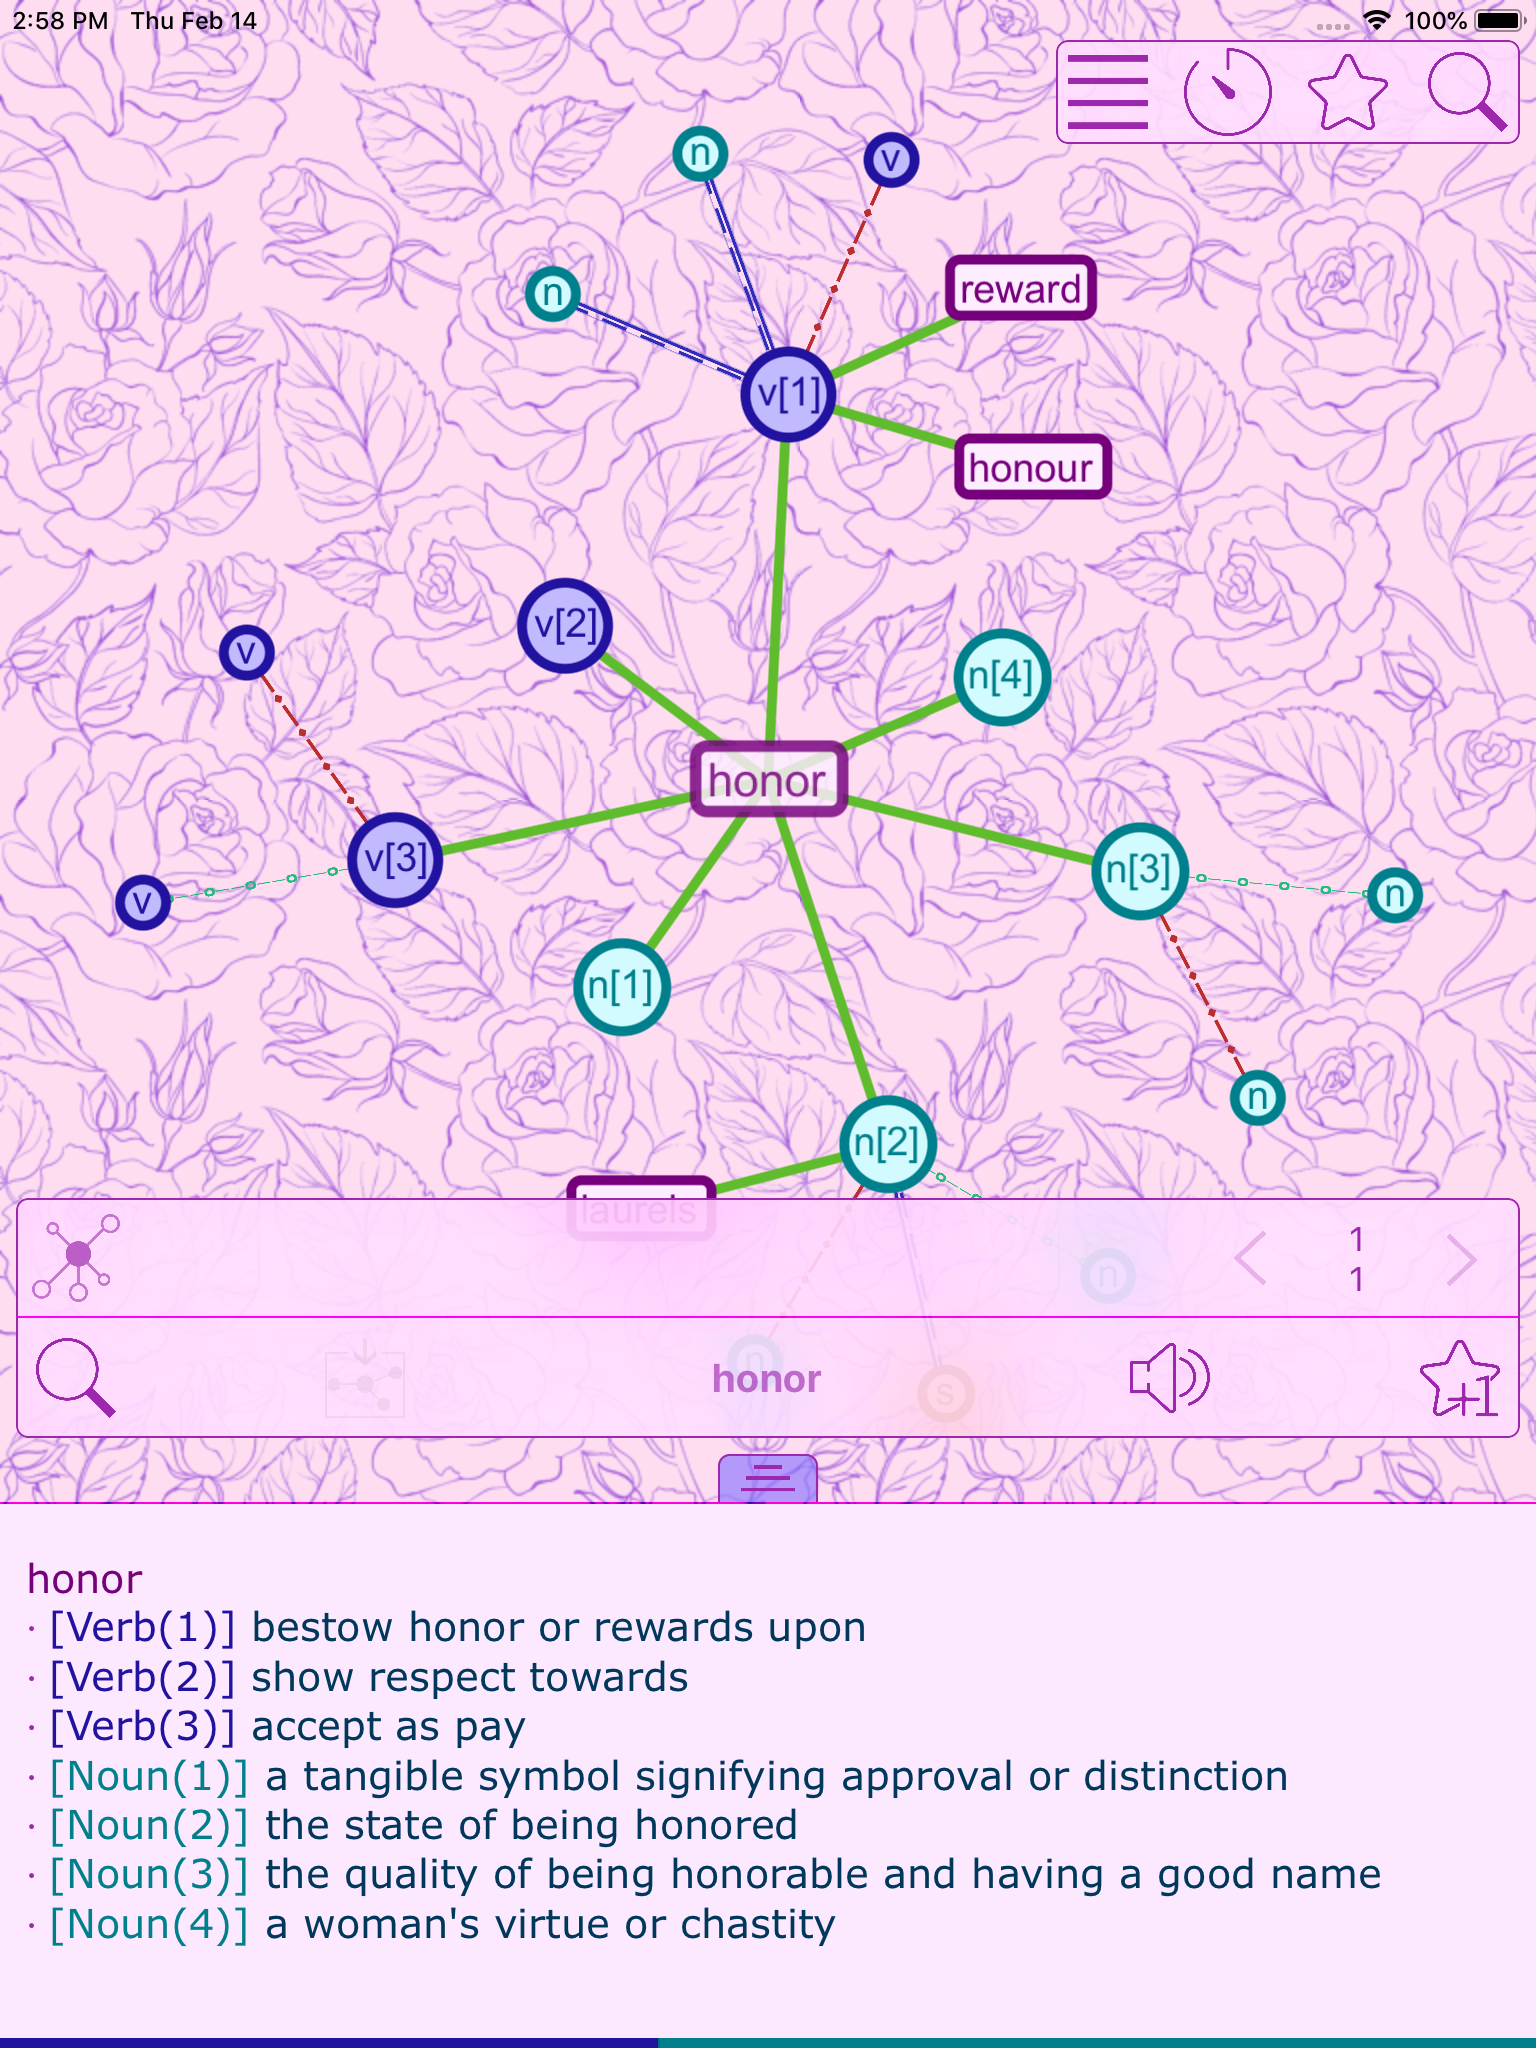 2:58 PM Thu Feb 14 100%
n
v
n
reward
v[1]
honour
v[2]
v
n[4]
honor
v[3]
n[3]
v
n
n[1]
n
n[2]
laurels
n
1
1
n
honor
s
+1
honor
· [Verb(1)] bestow honor or rewards upon
· [Verb(2)] show respect towards
· [Verb(3)] accept as pay
· [Noun(1)] a tangible symbol signifying approval or distinction
· [Noun(2)] the state of being honored
· [Noun(3)] the quality of being honorable and having a good name
· [Noun(4)] a woman's virtue or chastity